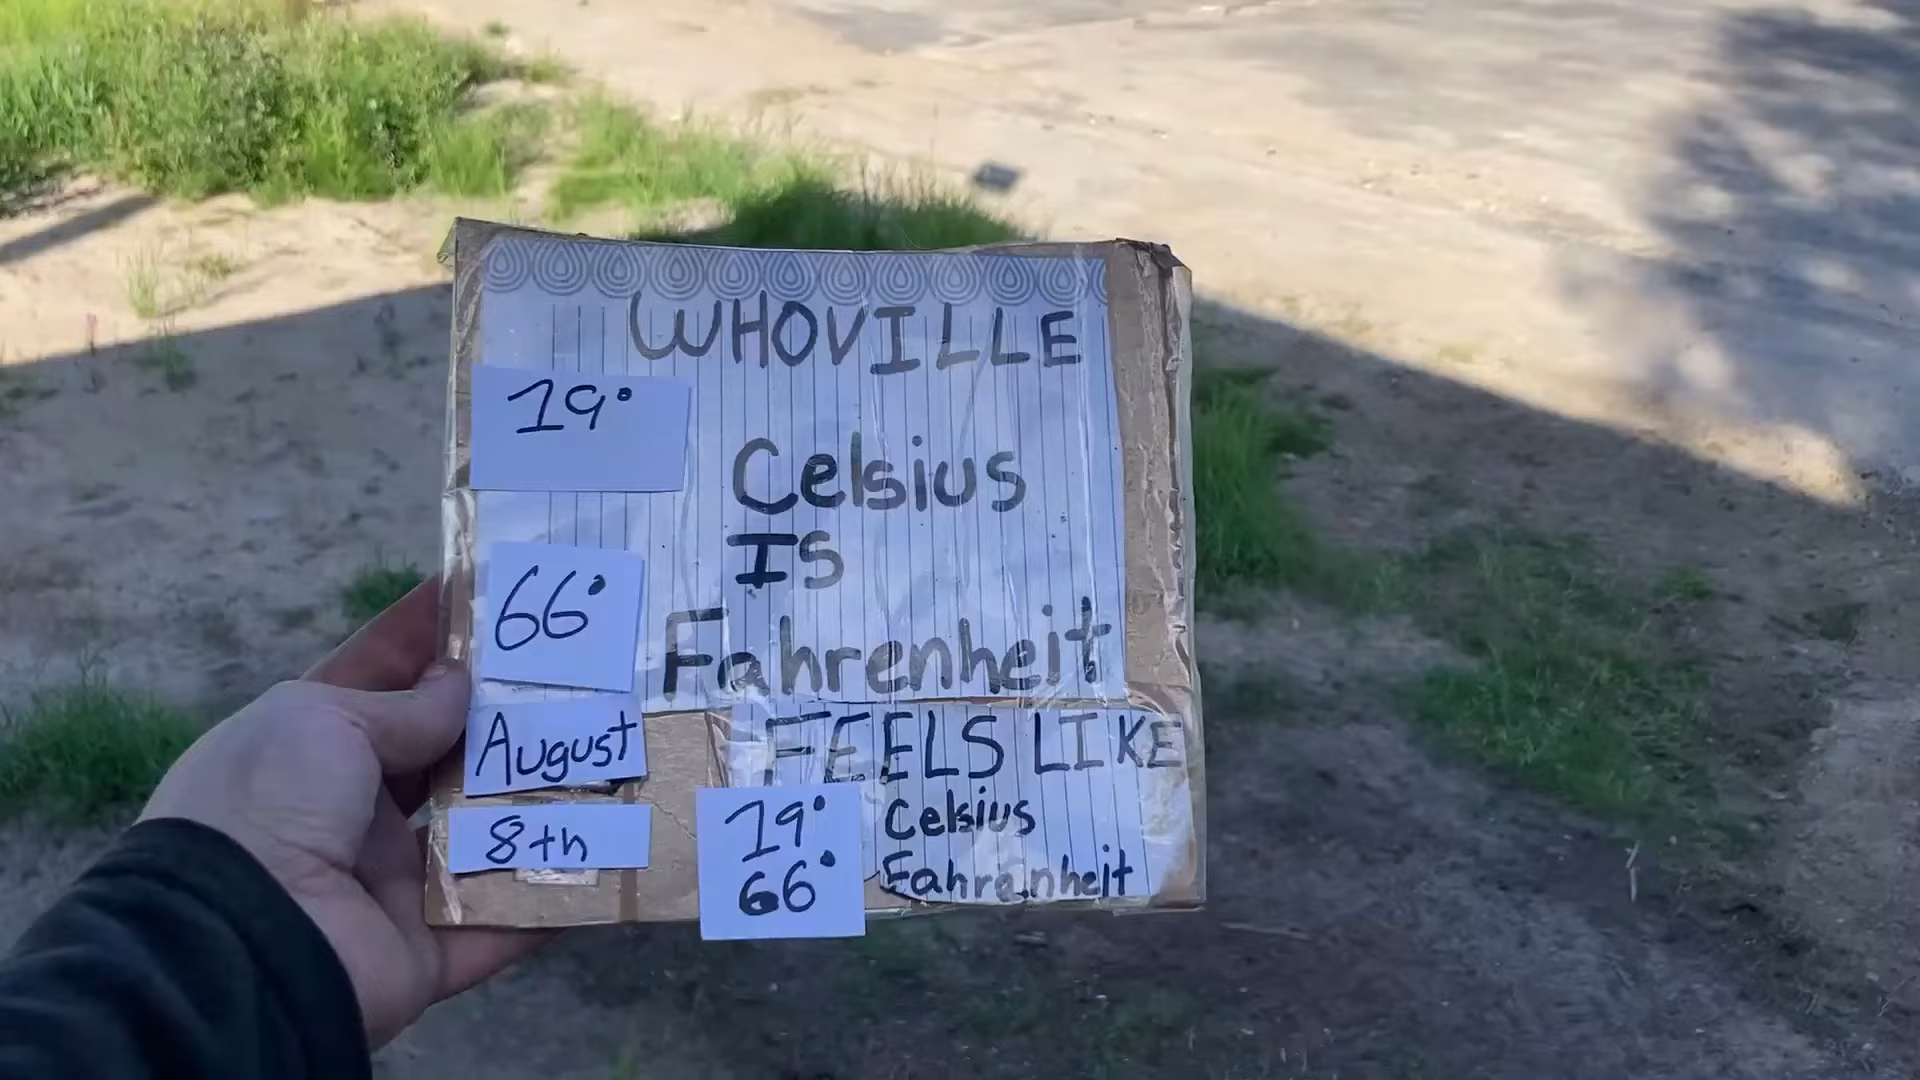 WHOVILLE
19°
Celsius
IS
66°
Fahrenheit
August
8th
FEELS LIKE
19° Celsius
66° Fahrenheit